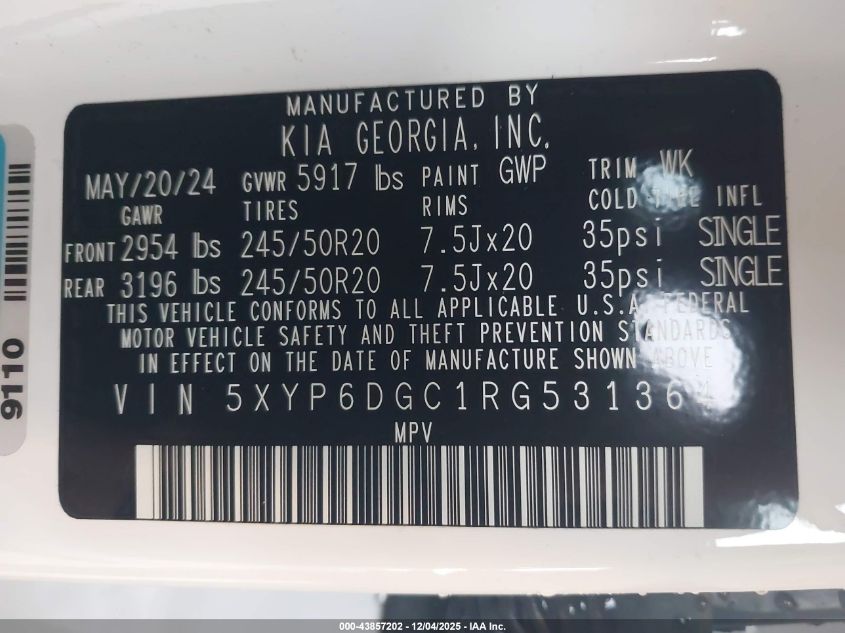 MANUFACTURED BY
KIA GEORGIA, INC.
MAY/20/24 GVWR 5917 lbs PAINT GWP TRIM WK
GAWR TIRES RIMS COLD TIRE INFL
FRONT 2954 lbs 245/50R20 7.5Jx20 35psi SINGLE
REAR 3196 lbs 245/50R20 7.5Jx20 35psi SINGLE
THIS VEHICLE CONFORMS TO ALL APPLICABLE U.S.A FEDERAL
MOTOR VEHICLE SAFETY AND THEFT PREVENTION STANDARDS
IN EFFECT ON THE DATE OF MANUFACTURE SHOWN ABOVE
VIN 5XYP6DGC1RG531364
MPV
9110
000-43857202 - 12/04/2025 - IAA Inc.